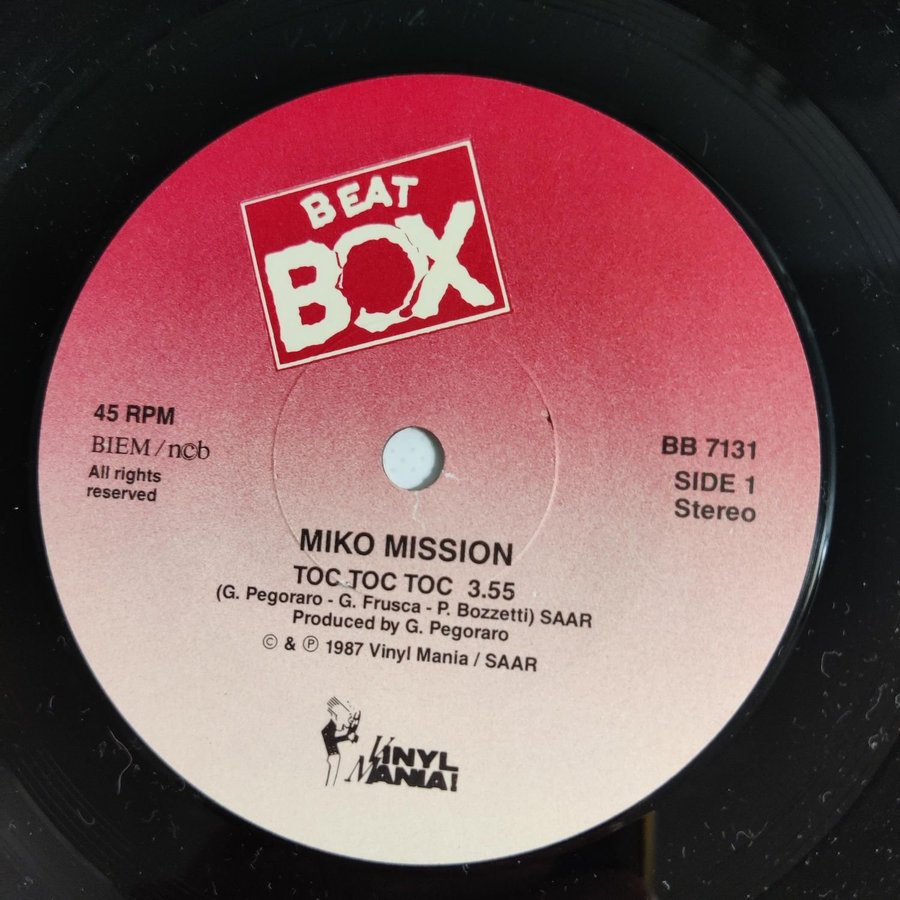 BEAT
BOX
45 RPM
BIEM/ncb
All rights
reserved
BB 7131
SIDE 1
Stereo
MIKO MISSION
TOC TOC TOC 3.55
(G. Pegoraro - G. Frusca - P. Bozzetti) SAAR
Produced by G. Pegoraro
© & ℗ 1987 Vinyl Mania / SAAR
VINYL
MANIA!